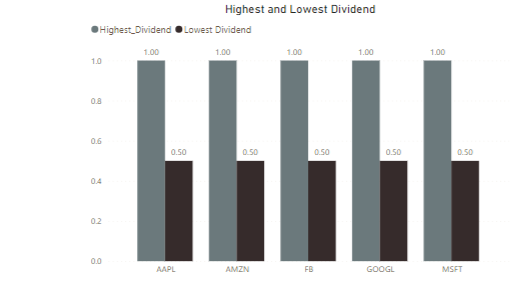 Highest and Lowest Dividend
Highest_Dividend Lowest Dividend
1.00 1.00 1.00 1.00 1.00
1.0
0.8
0.6
0.50 0.50 0.50 0.50 0.50
0.4
0.2
0.0
AAPL AMZN FB GOOGL MSFT